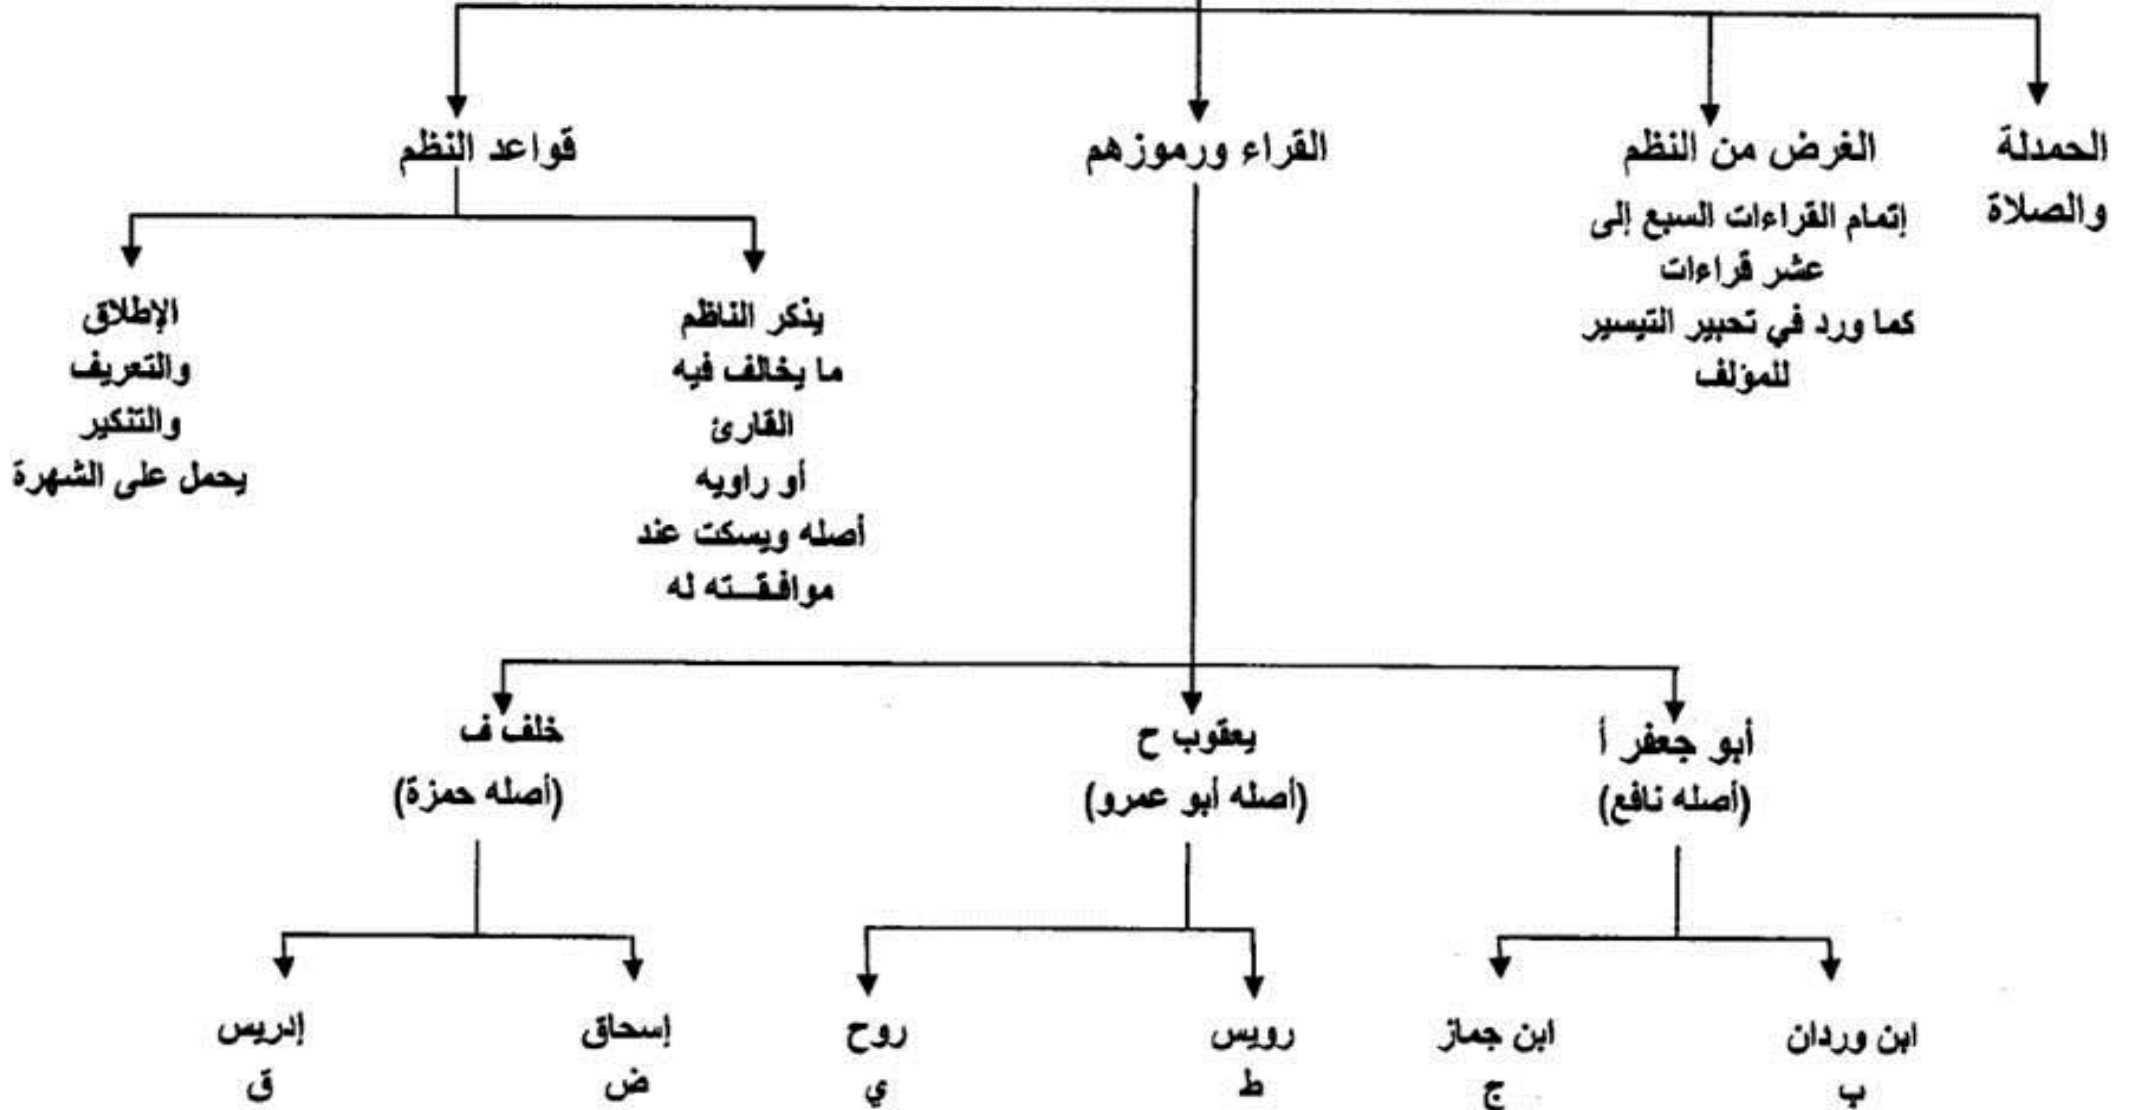 الحمدلة
والصلاة
الغرض من النظم
إتمام القراءات السبع إلى
عشر قراءات
كما ورد في تحبير التيسير
للمؤلف
القراء ورموزهم
قواعد النظم
يذكر الناظم
ما يخالف فيه
القارئ
أو راويه
أصله ويسكت عند
موافقـــته له
الإطلاق
والتعريف
والتنكير
يحمل على الشهرة
أبو جعفر أ
(أصله نافع)
يعقوب ح
(أصله أبو عمرو)
خلف ف
(أصله حمزة)
ابن وردان
ب
ابن جماز
ج
رويس
ط
روح
ي
إسحاق
ض
إدريس
ق